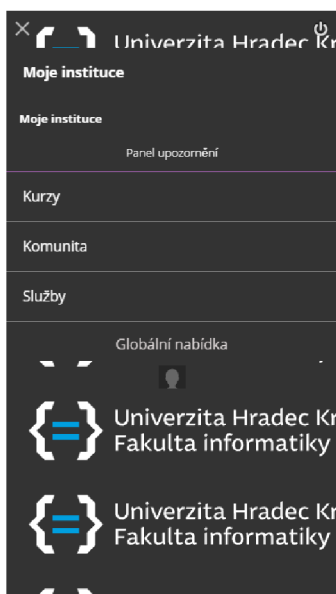 Univerzita Hradec
Moje instituce
Moje instituce
Panel upozornění
Kurzy
Komunita
Služby
Globální nabídka
Univerzita Hradec Kr
Fakulta informatiky
Univerzita Hradec Kr
Fakulta informatiky